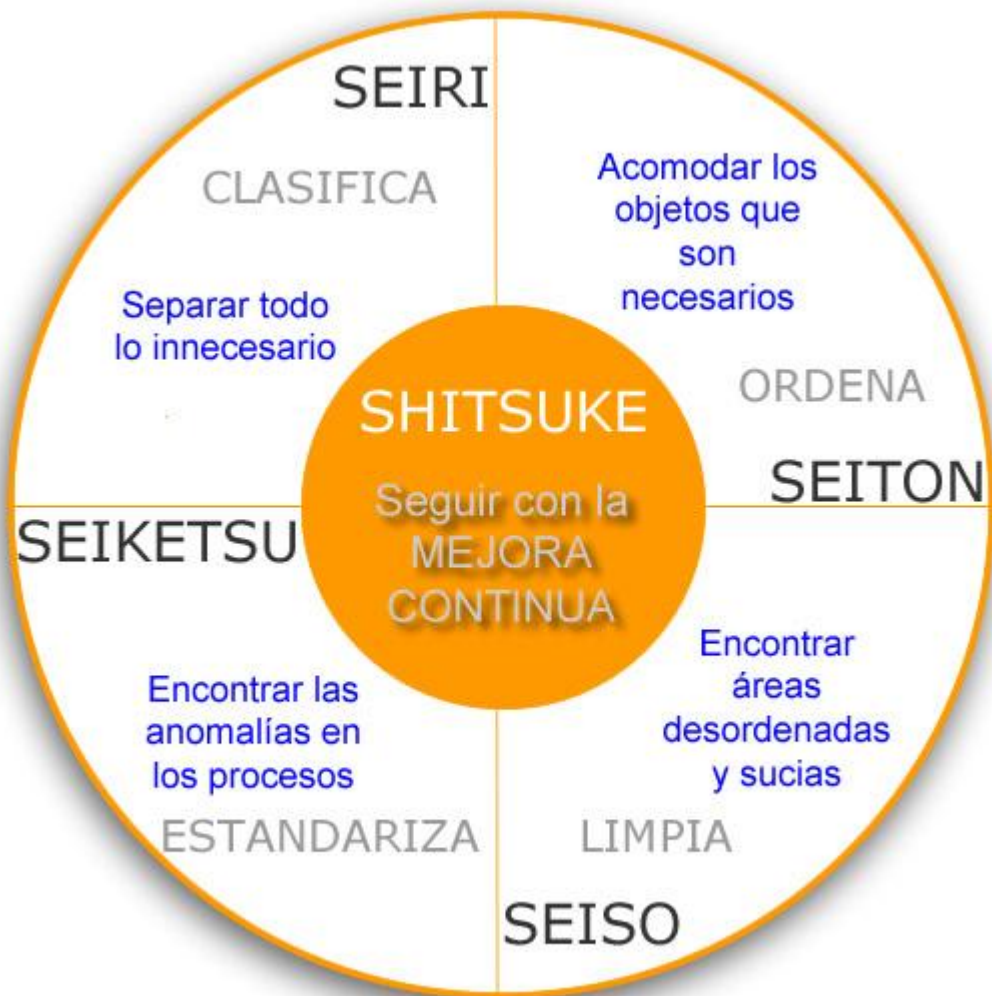 SEIRI
CLASIFICA
Separar todo
lo innecesario
Acomodar los
objetos que
son
necesarios
ORDENA
SEITON
SHITSUKE
Seguir con la
MEJORA
CONTINUA
SEIKETSU
Encontrar las
anomalías en
los procesos
ESTANDARIZA
Encontrar
áreas
desordenadas
y sucias
LIMPIA
SEISO